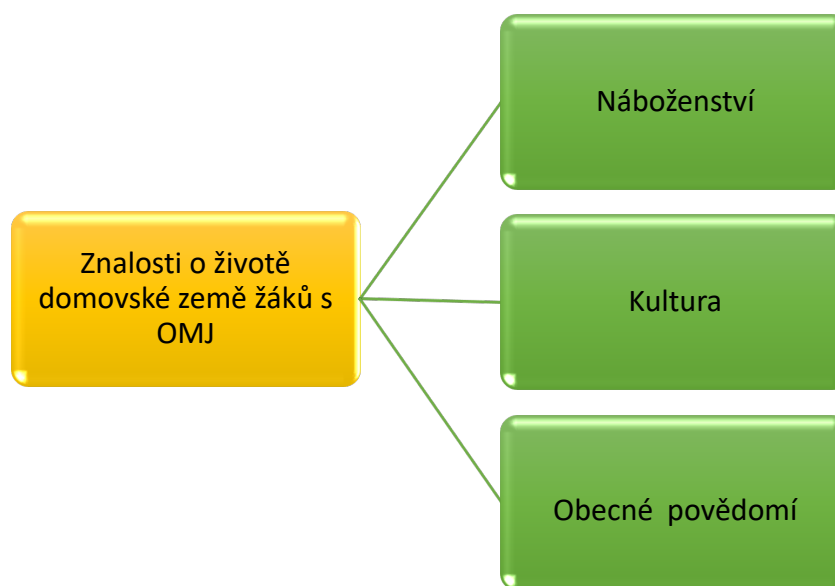 Náboženství
Znalosti o životě
domovské země žáků s
OMJ
Kultura
Obecné  povědomí